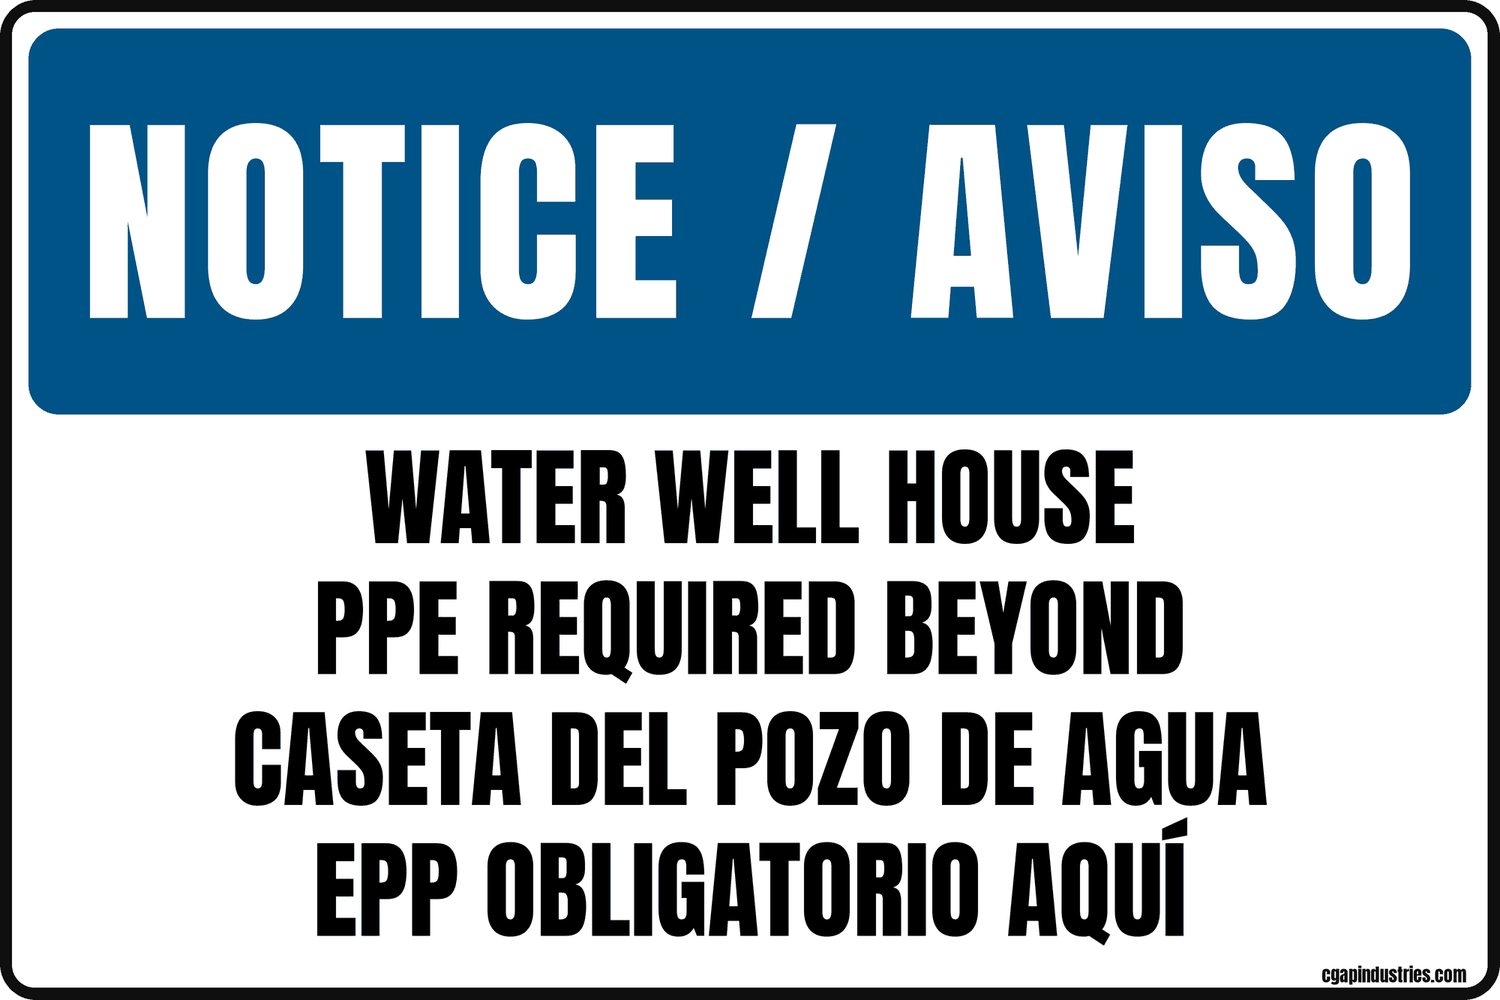 NOTICE / AVISO
WATER WELL HOUSE
PPE REQUIRED BEYOND
CASETA DEL POZO DE AGUA
EPP OBLIGATORIO AQUÍ
cgapindustries.com